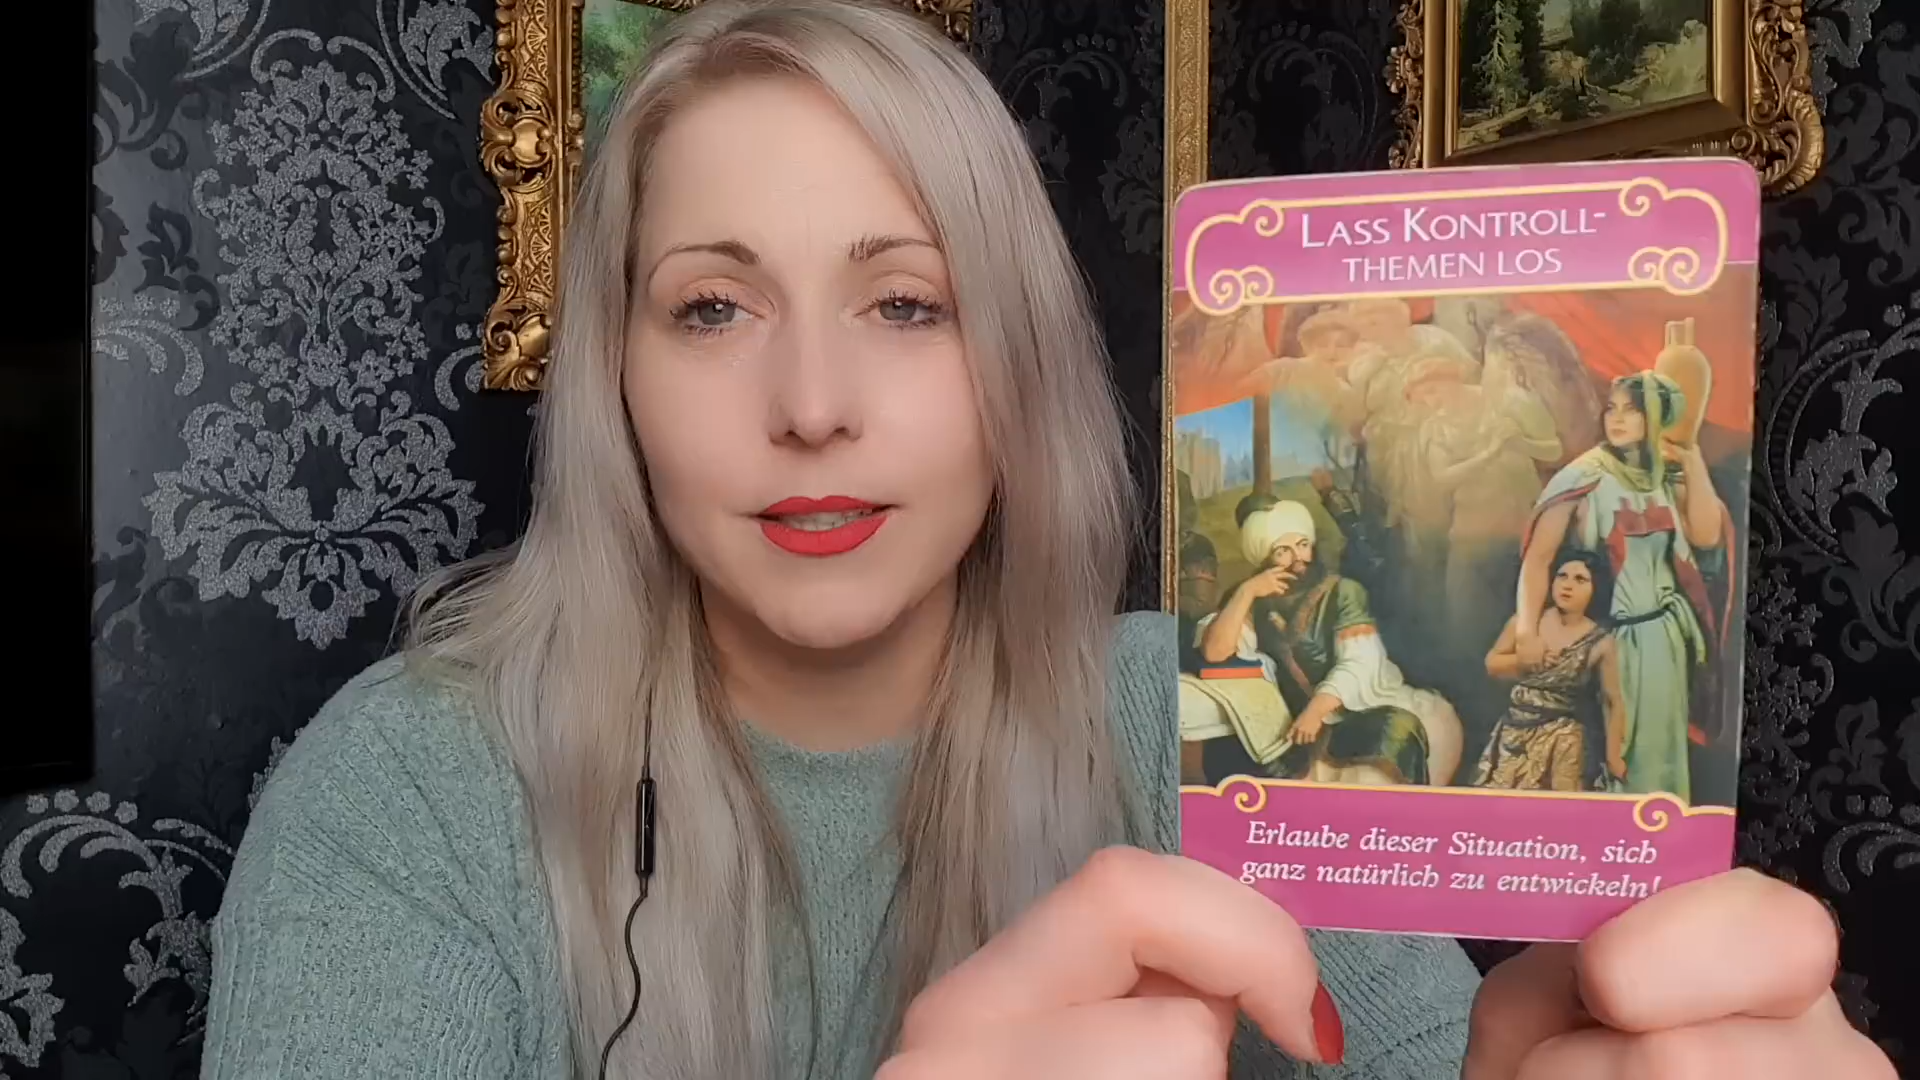 LASS KONTROLL-
THEMEN LOS
Erlaube dieser Situation, sich
ganz natürlich zu entwickeln!